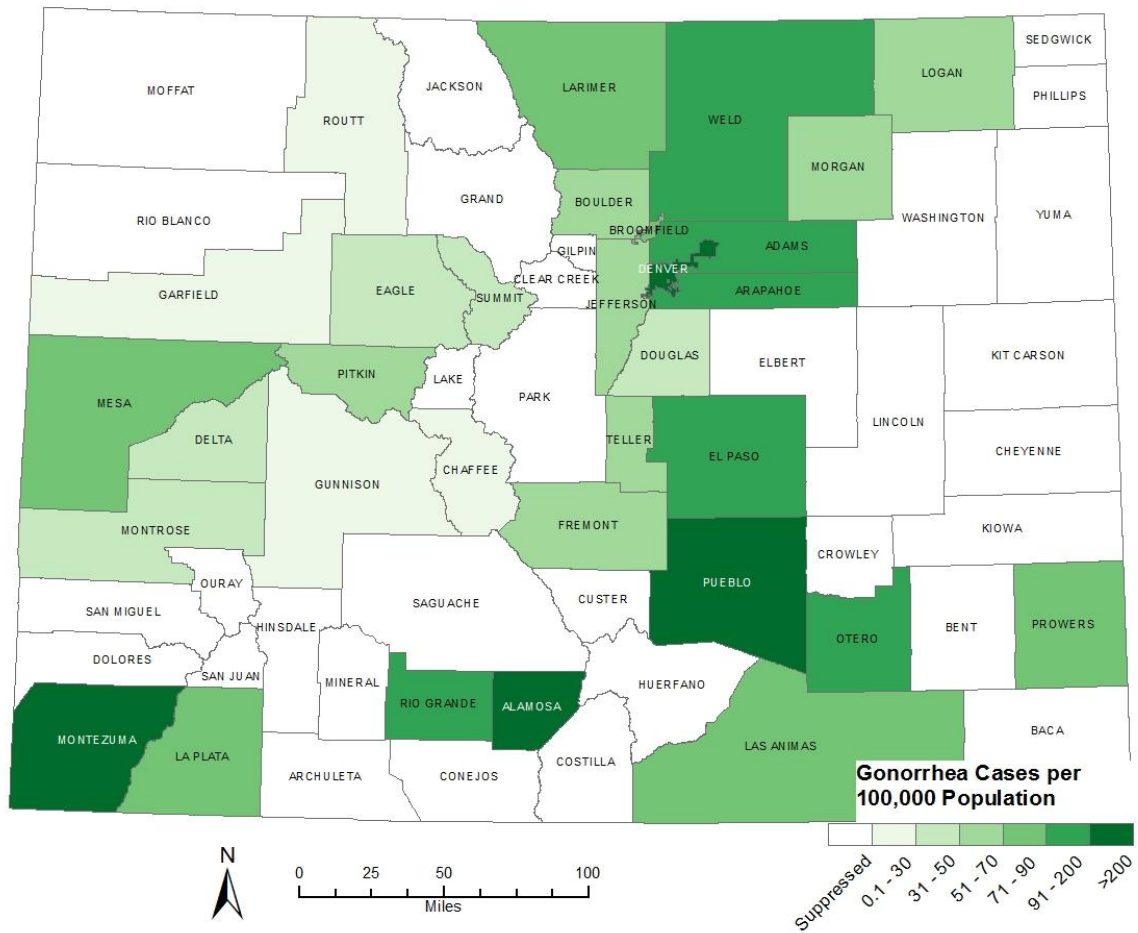 SEDGWICK
LOGAN
MOFFAT
JACKSON
LARIMER
PHILLIPS
ROUTT
WELD
MORGAN
GRAND
BOULDER
RIO BLANCO
WASHINGTON
YUMA
BROOMFIELD
GILPIN
ADAMS
DENVER
CLEAR CREEK
EAGLE
GARFIELD
SUMMIT
JEFFERSON
ARAPAHOE
DOUGLAS
ELBERT
KIT CARSON
PITKIN
LAKE
PARK
MESA
LINCOLN
DELTA
TELLER
CHEYENNE
EL PASO
CHAFFEE
GUNNISON
FREMONT
MONTROSE
KIOWA
CROWLEY
OURAY
PUEBLO
SAGUACHE
CUSTER
SAN MIGUEL
HINSDALE
OTERO
BENT
PROWERS
DOLORES
SAN JUAN
MINERAL
HUERFANO
RIO GRANDE
ALAMOSA
MONTEZUMA
LA PLATA
LAS ANIMAS
BACA
COSTILLA
ARCHULETA
CONEJOS
Gonorrhea Cases per
100,000 Population
Suppressed
0.1 - 30
31 - 50
51 - 70
71 - 90
91 - 200
>200
N
0 25 50 100
Miles